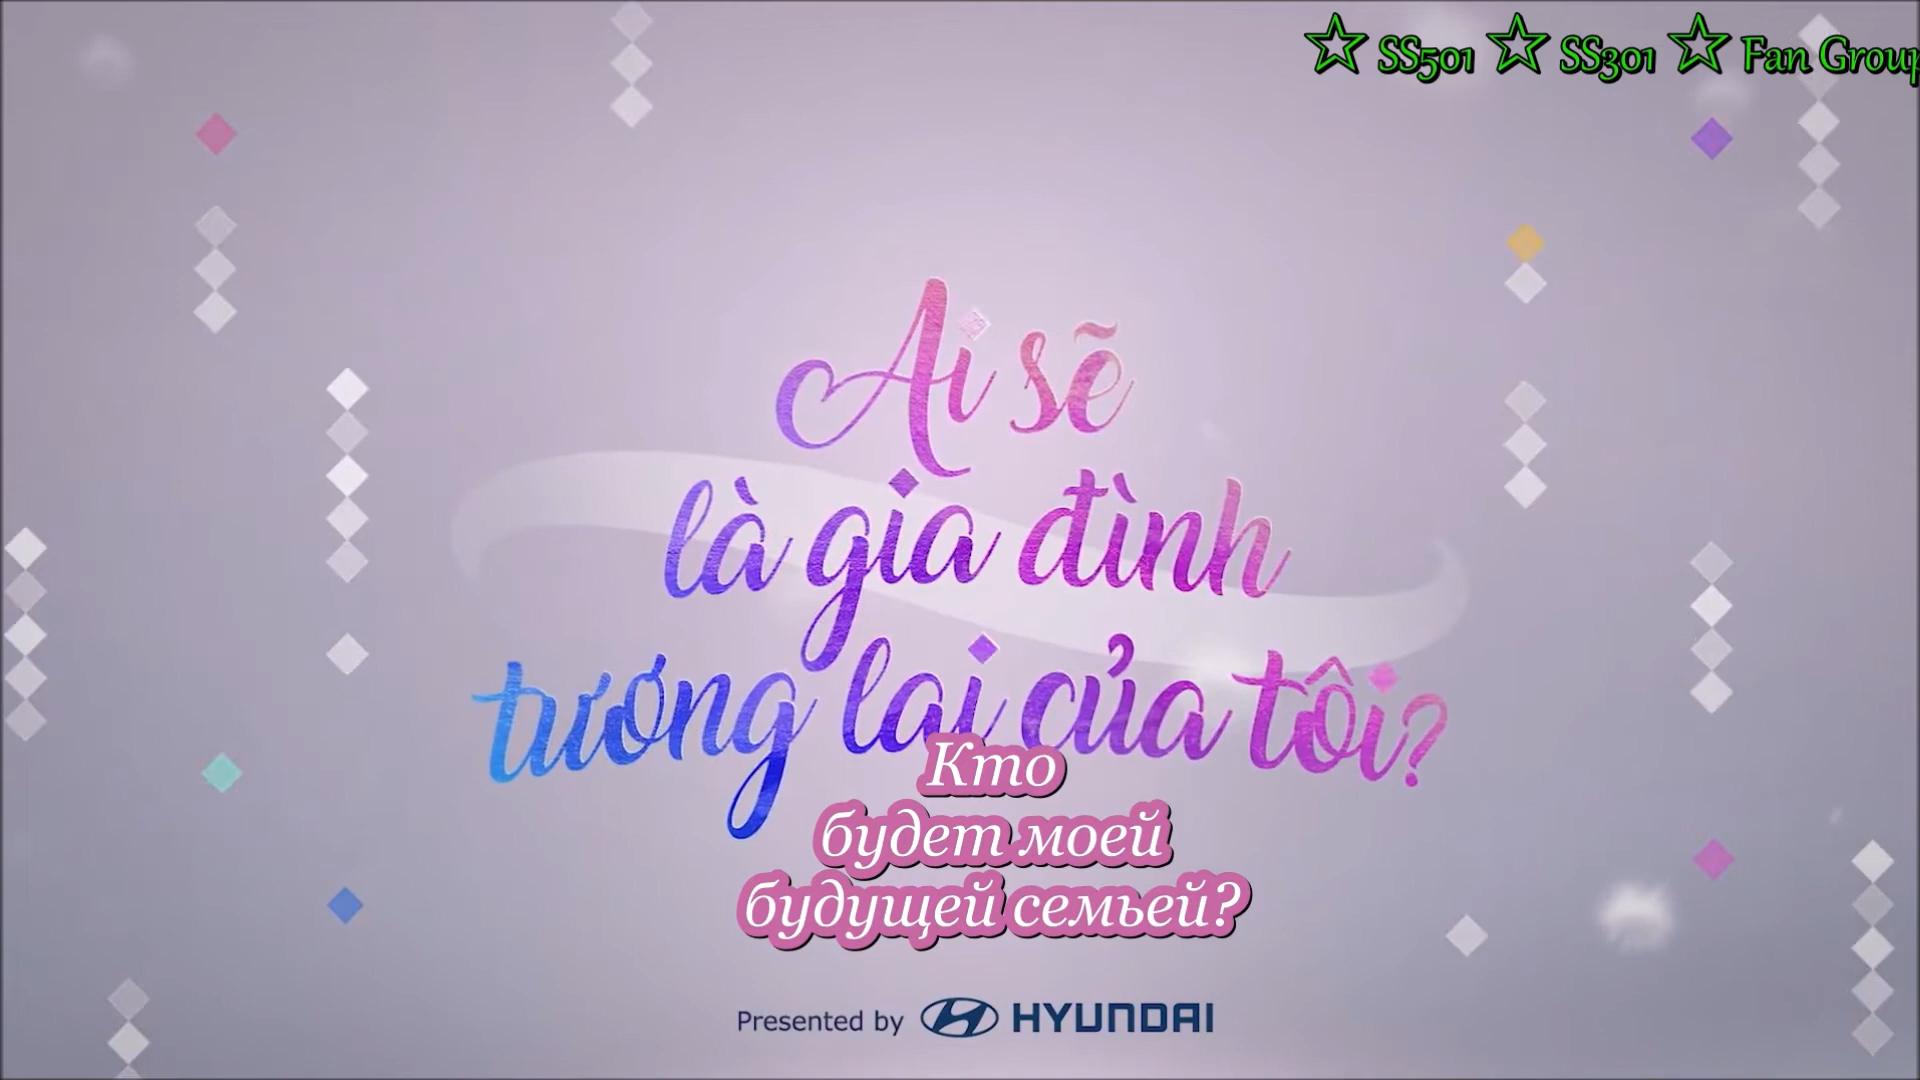 ☆ SS501 ☆ SS301 ☆ Fan Group
Ai sẽ
là gia đình
tương lai của tôi?
Кто
будет моей
будущей семьей?
Presented by HYUNDAI